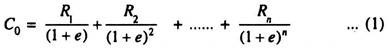 C₀ = R₁/(1 + e) + R₂/(1 + e)² + ...... + Rₙ/(1 + e)ⁿ ... (1)